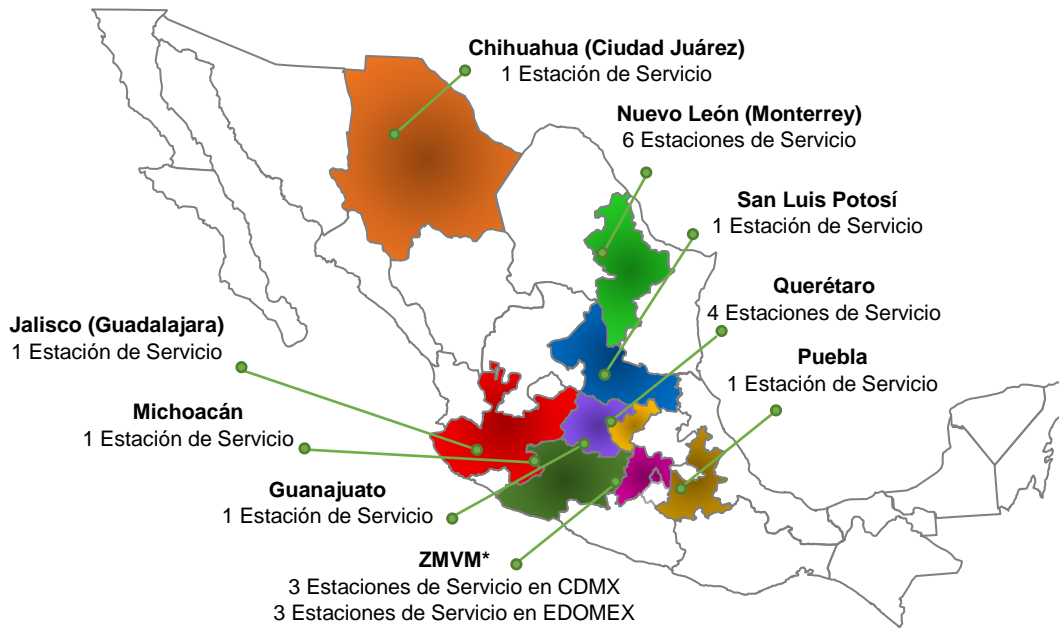 Chihuahua (Ciudad Juárez)
1 Estación de Servicio
Nuevo León (Monterrey)
6 Estaciones de Servicio
San Luis Potosí
1 Estación de Servicio
Querétaro
4 Estaciones de Servicio
Jalisco (Guadalajara)
1 Estación de Servicio
Puebla
1 Estación de Servicio
Michoacán
1 Estación de Servicio
Guanajuato
1 Estación de Servicio
ZMVM*
3 Estaciones de Servicio en CDMX
3 Estaciones de Servicio en EDOMEX